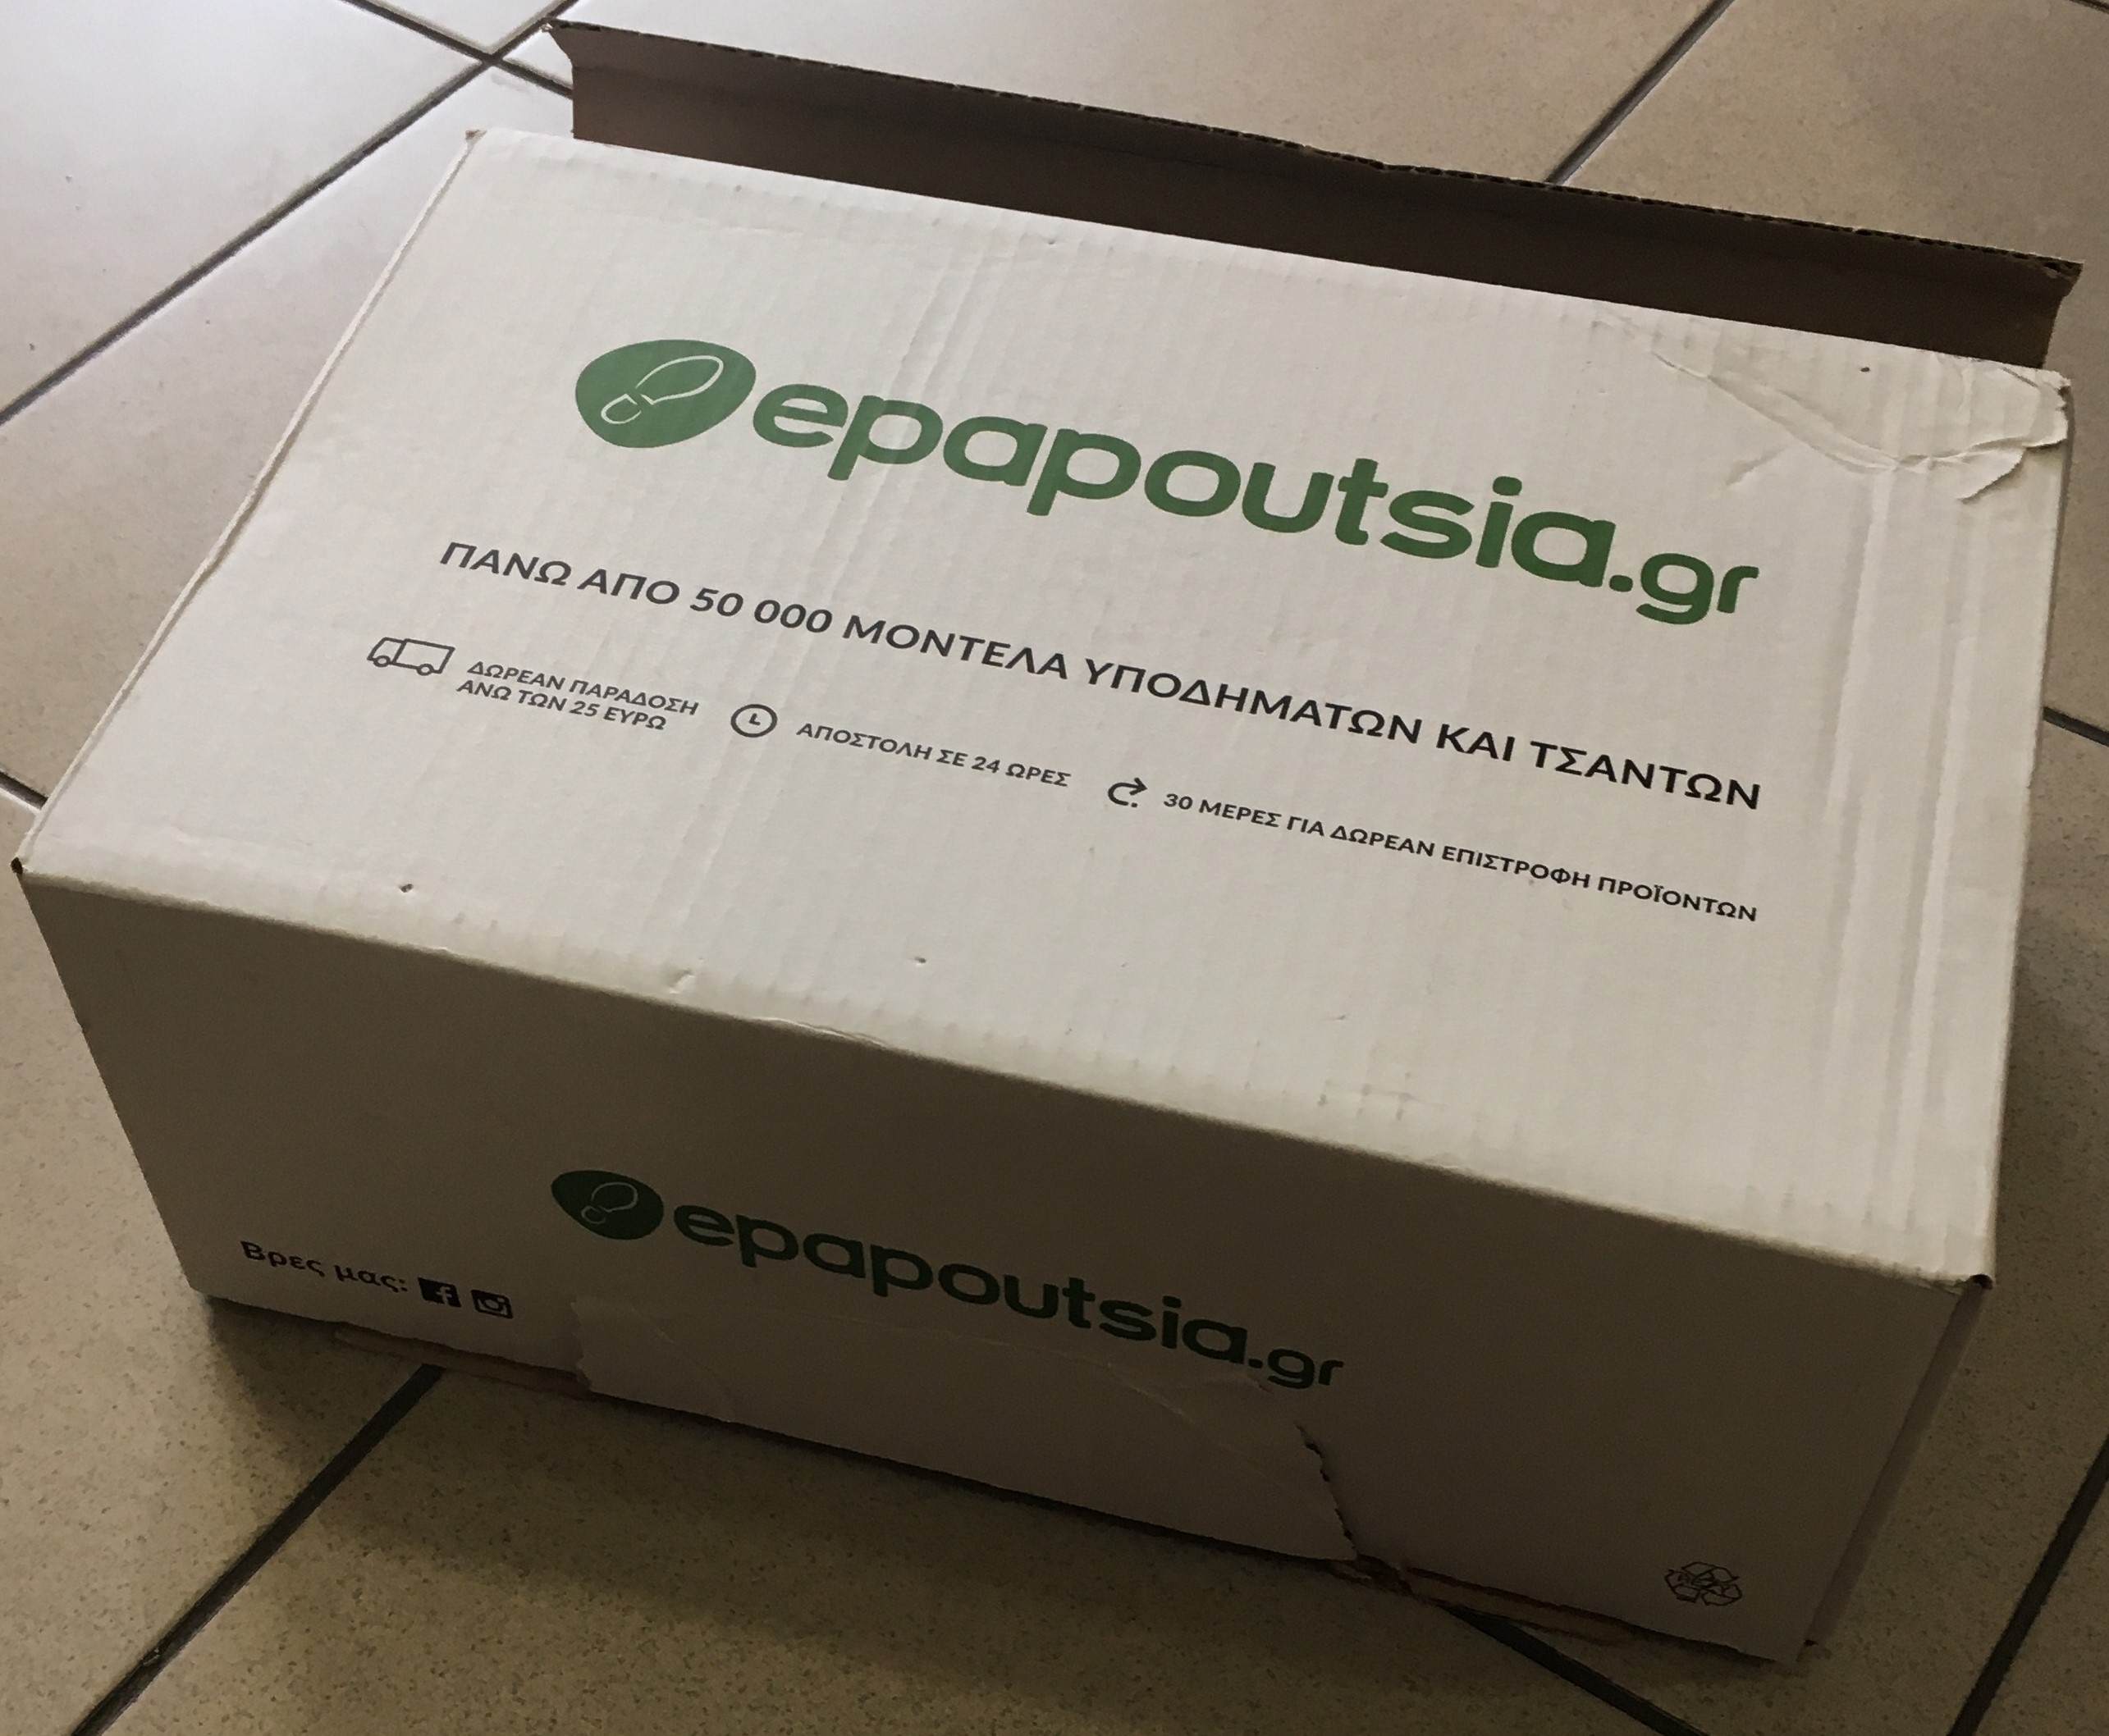 epapoutsia.gr
ΠΑΝΩ ΑΠΟ 50 000 ΜΟΝΤΕΛΑ ΥΠΟΔΗΜΑΤΩΝ ΚΑΙ ΤΣΑΝΤΩΝ
ΔΩΡΕΑΝ ΠΑΡΑΔΟΣΗ
ΑΝΩ ΤΩΝ 25 ΕΥΡΩ
ΑΠΟΣΤΟΛΗ ΣΕ 24 ΩΡΕΣ
30 ΜΕΡΕΣ ΓΙΑ ΔΩΡΕΑΝ ΕΠΙΣΤΡΟΦΗ ΠΡΟΪΟΝΤΩΝ
epapoutsia.gr
Βρες μας: